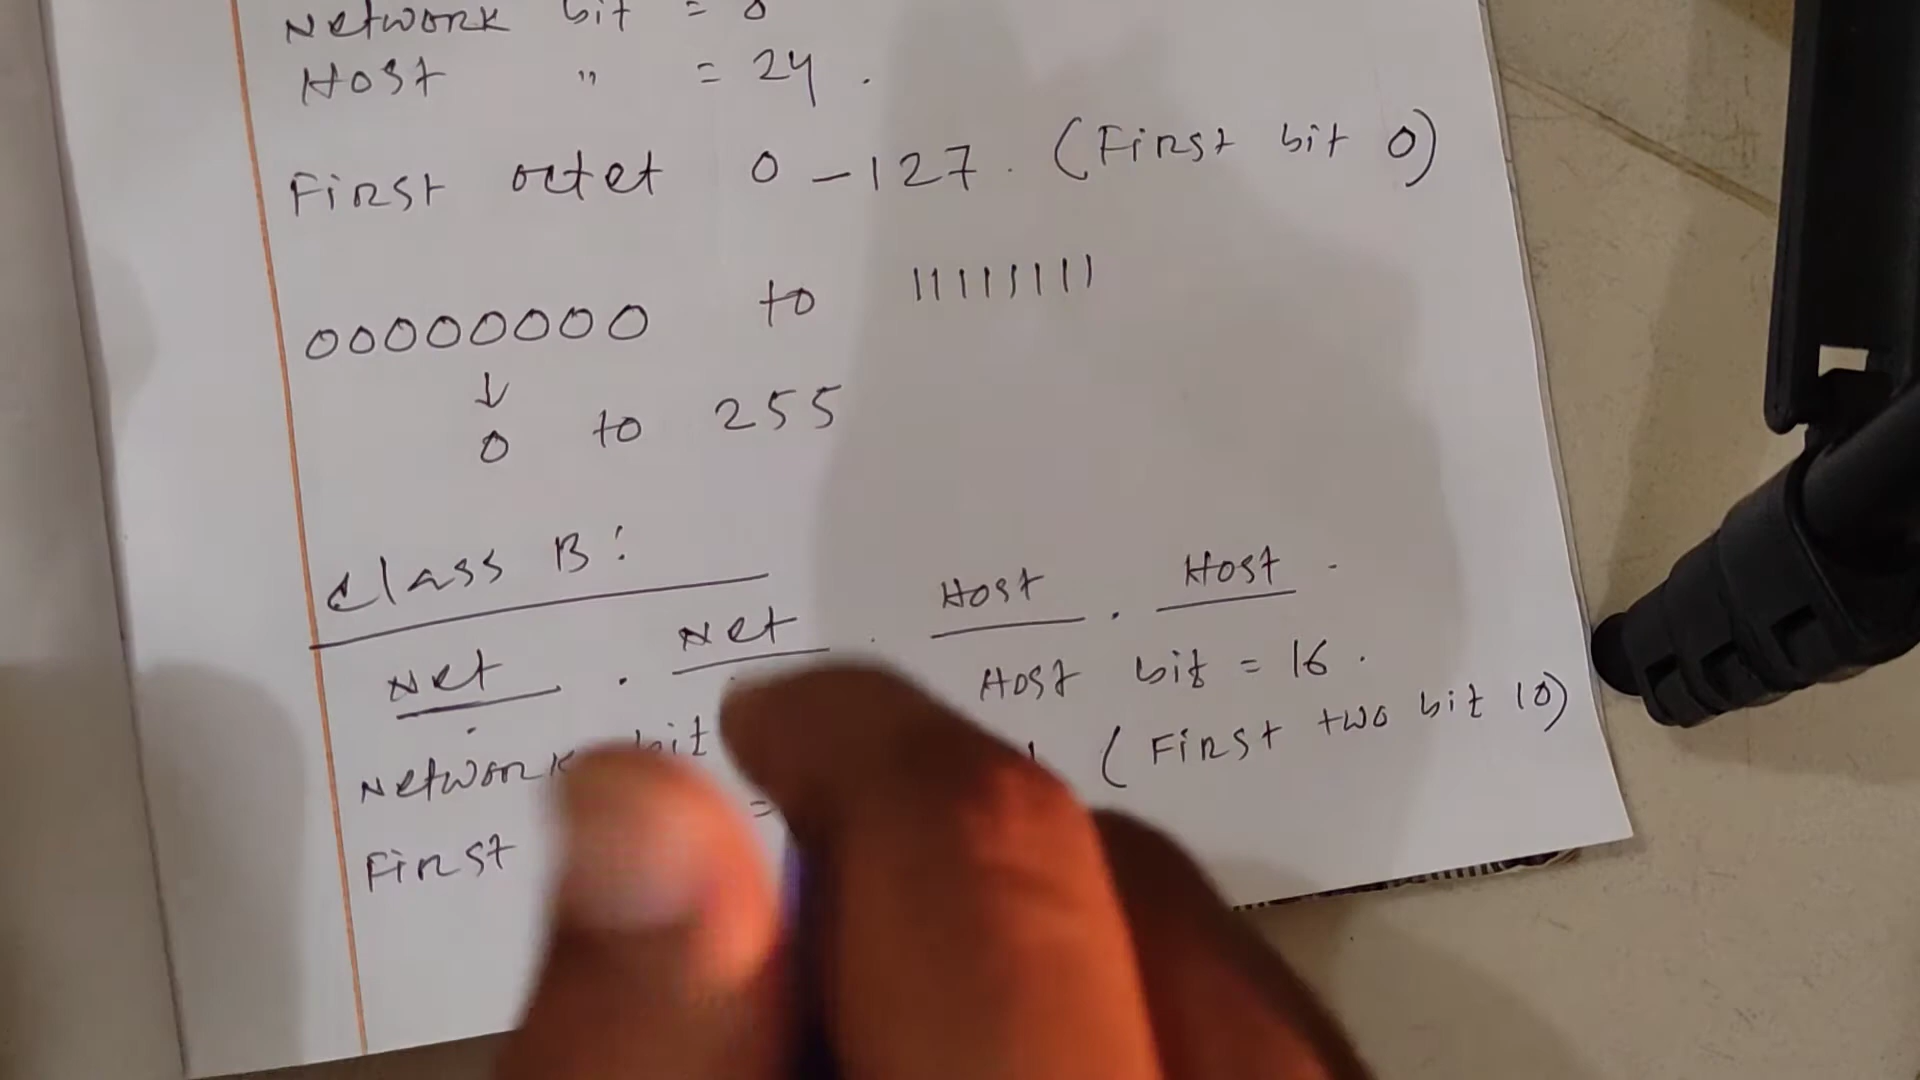 Network bit = 8
Host " = 24.
First octet 0-127. (First bit 0)
00000000 to 11111111
↓
0 to 255
Class B:
Net . Net . Host . Host .
Network bit Host bit = 16.
First (First two bit 10)